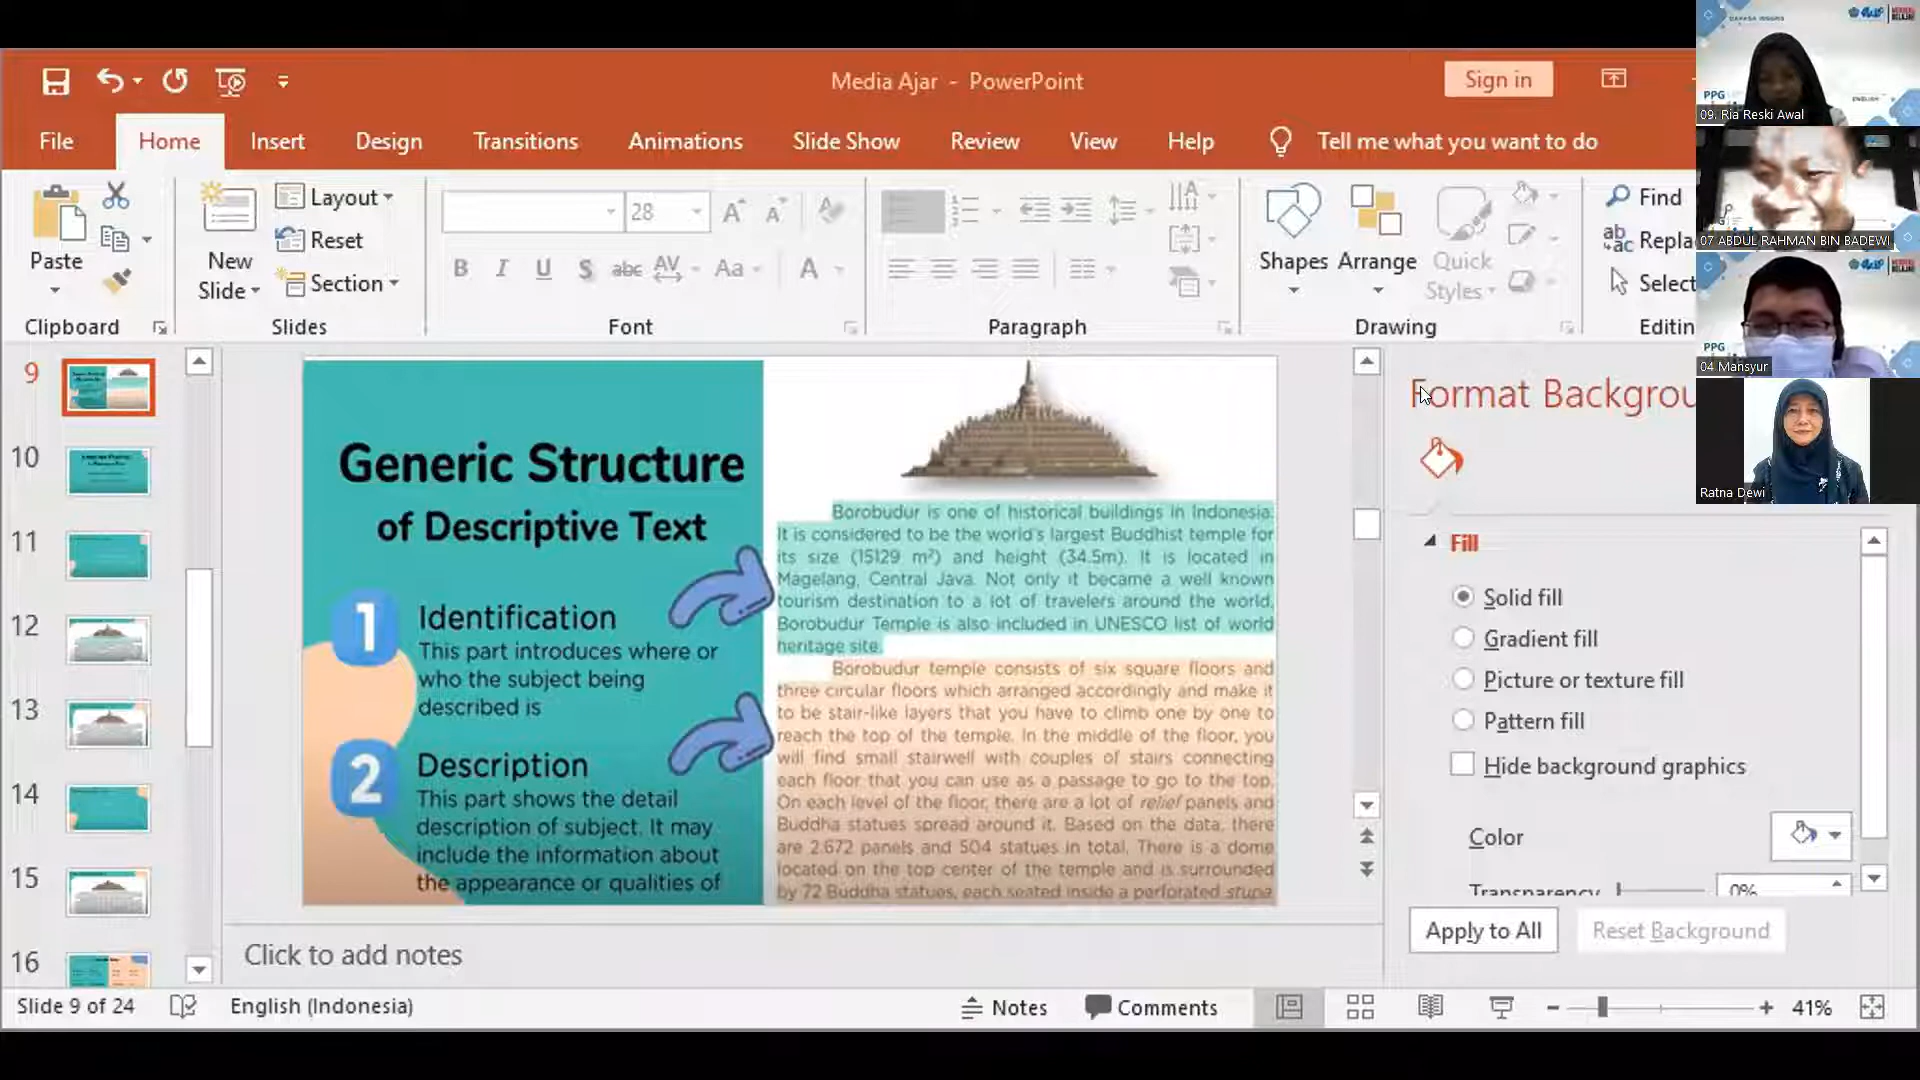 Media Ajar - PowerPoint
Sign in
File Home Insert Design Transitions Animations Slide Show Review View Help Tell me what you want to do
Paste
Clipboard
New
Slide
Layout
Reset
Section
Slides
28
B I U S abc AV Aa A
Font
Paragraph
Shapes
Arrange
Quick
Styles
Drawing
Find
Repla
Select
Editin
9
10
11
12
13
14
15
16
Generic Structure
of Descriptive Text
1
Identification
This part introduces where or
who the subject being
described is
2
Description
This part shows the detail
description of subject. It may
include the information about
the appearance or qualities of
Borobudur is one of historical buildings in Indonesia.
It is considered to be the world's largest Buddhist temple for
its size (15129 m²) and height (34.5m). It is located in
Magelang, Central Java. Not only it became a well known
tourism destination to a lot of travelers around the world,
Borobudur Temple is also included in UNESCO list of world
heritage site.
Borobudur temple consists of six square floors and
three circular floors which arranged accordingly and make it
to be stair-like layers that you have to climb one by one to
reach the top of the temple. In the middle of the floor, you
will find small stairwell with couples of stairs connecting
each floor that you can use as a passage to go to the top.
On each level of the floor, there are a lot of relief panels and
Buddha statues spread around it. Based on the data, there
are 2.672 panels and 504 statues in total. There is a dome
located on the top center of the temple and is surrounded
by 72 Buddha statues, each seated inside a perforated stupa
Click to add notes
Format Backgrou
Fill
Solid fill
Gradient fill
Picture or texture fill
Pattern fill
Hide background graphics
Color
Transparency
0%
Apply to All
Reset Background
Slide 9 of 24
English (Indonesia)
Notes
Comments
41%
BAHASA INGGRIS
PPG
ENGLISH
09. Ria Reski Awal
07 ABDUL RAHMAN BIN BADEWI
PPG
04 Mansyur
Ratna Dewi